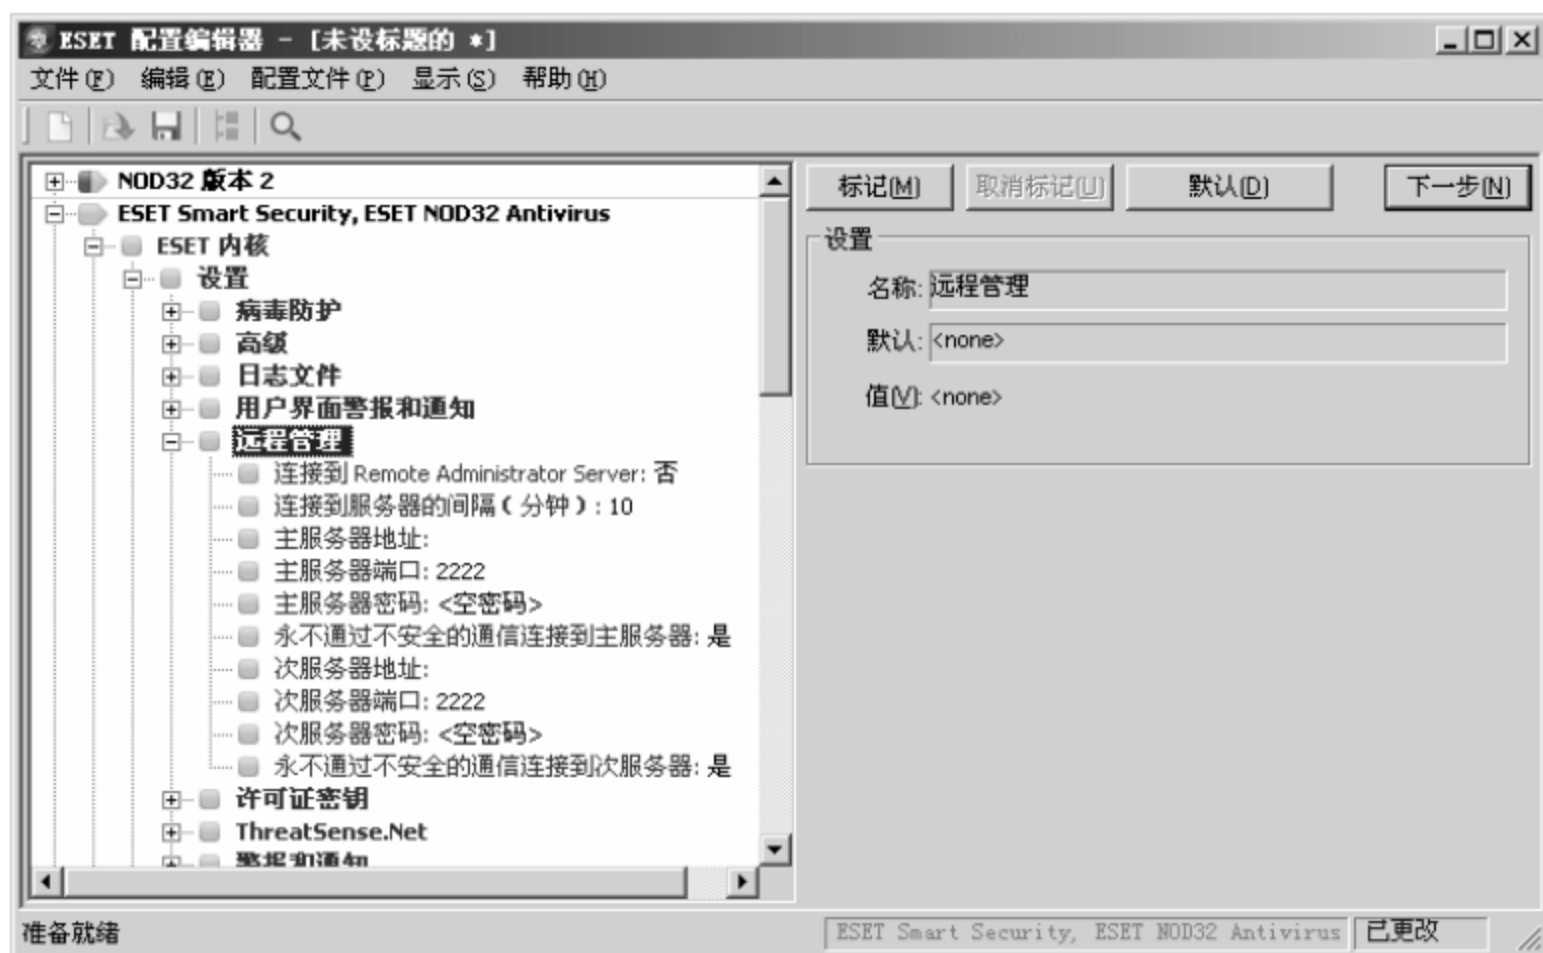 ESET 配置编辑器 - [未设标题的 *]
文件(F) 编辑(E) 配置文件(P) 显示(S) 帮助(H)
NOD32 版本 2
ESET Smart Security, ESET NOD32 Antivirus
ESET 内核
设置
病毒防护
高级
日志文件
用户界面警报和通知
远程管理
连接到 Remote Administrator Server: 否
连接到服务器的间隔(分钟): 10
主服务器地址:
主服务器端口: 2222
主服务器密码: <空密码>
永不通过不安全的通信连接到主服务器: 是
次服务器地址:
次服务器端口: 2222
次服务器密码: <空密码>
永不通过不安全的通信连接到次服务器: 是
许可证密钥
ThreatSense.Net
警报和通知
标记(M) 取消标记(U) 默认(D) 下一步(N)
设置
名称: 远程管理
默认: <none>
值(V): <none>
准备就绪
ESET Smart Security, ESET NOD32 Antivirus
已更改